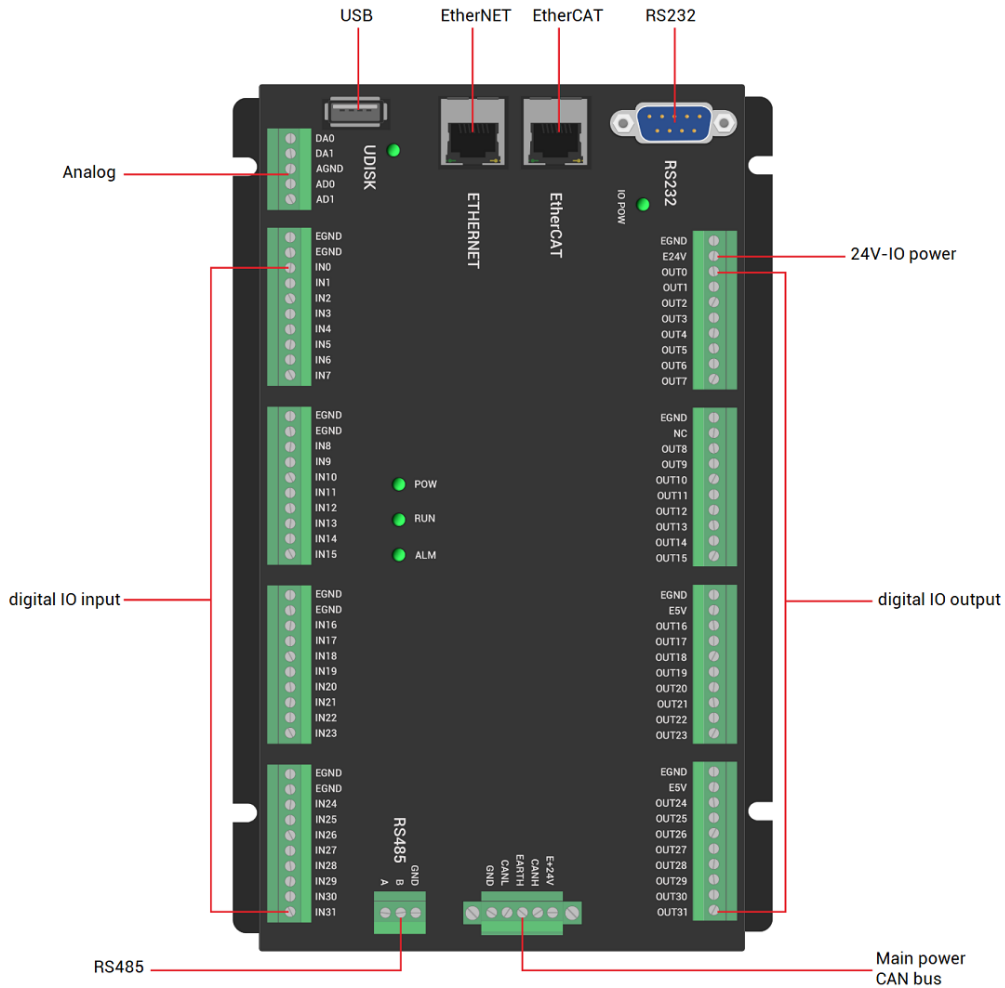 USB
EtherNET
EtherCAT
RS232
Analog
DA0
DA1
AGND
AD0
AD1
UDISK
ETHERNET
EtherCAT
RS232
IO POW
EGND
EGND
IN0
IN1
IN2
IN3
IN4
IN5
IN6
IN7
EGND
E24V
OUT0
OUT1
OUT2
OUT3
OUT4
OUT5
OUT6
OUT7
24V-IO power
EGND
EGND
IN8
IN9
IN10
IN11
IN12
IN13
IN14
IN15
POW
RUN
ALM
EGND
NC
OUT8
OUT9
OUT10
OUT11
OUT12
OUT13
OUT14
OUT15
digital IO input
digital IO output
EGND
EGND
IN16
IN17
IN18
IN19
IN20
IN21
IN22
IN23
EGND
E5V
OUT16
OUT17
OUT18
OUT19
OUT20
OUT21
OUT22
OUT23
EGND
EGND
IN24
IN25
IN26
IN27
IN28
IN29
IN30
IN31
EGND
E5V
OUT24
OUT25
OUT26
OUT27
OUT28
OUT29
OUT30
OUT31
RS485
A
B
GND
GND
CANL
EARTH
CANH
E+24V
RS485
Main power
CAN bus